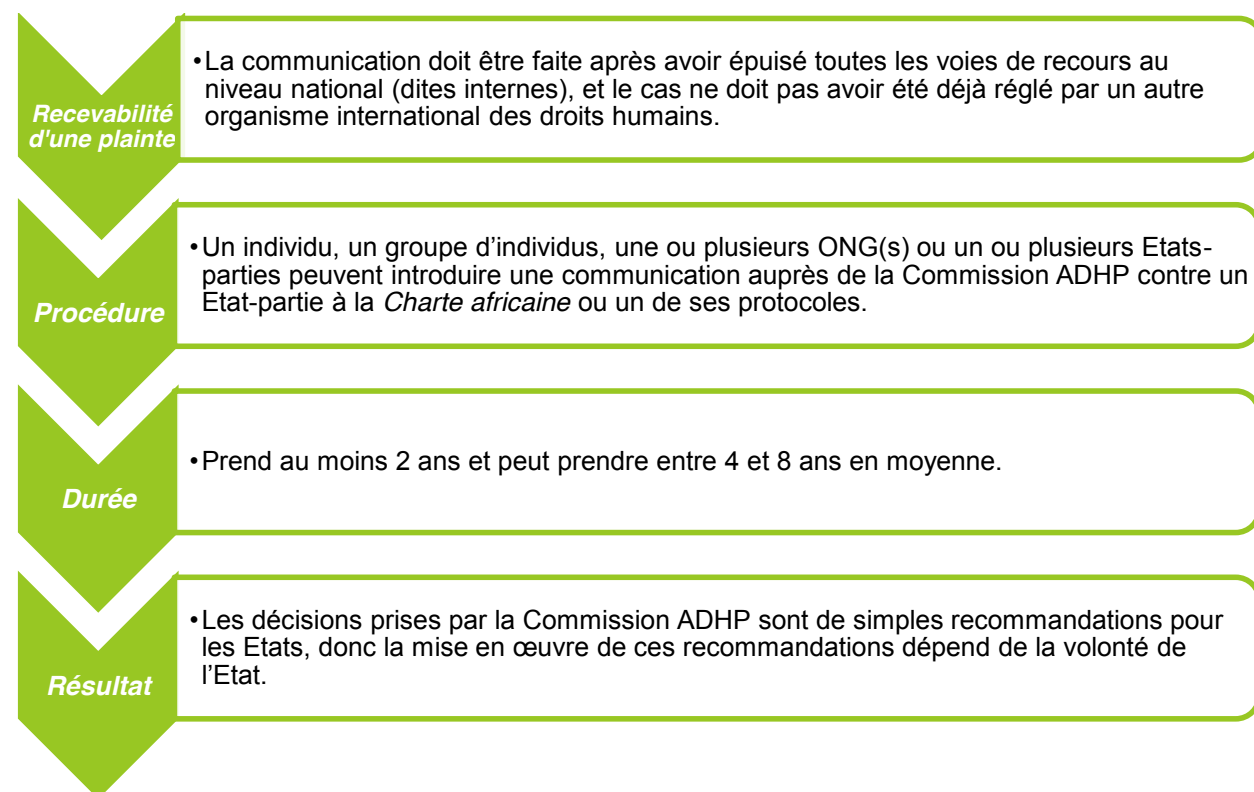 Recevabilité
d'une plainte
•La communication doit être faite après avoir épuisé toutes les voies de recours au
niveau national (dites internes), et le cas ne doit pas avoir été déjà réglé par un autre
organisme international des droits humains.
Procédure
•Un individu, un groupe d’individus, une ou plusieurs ONG(s) ou un ou plusieurs Etats-
parties peuvent introduire une communication auprès de la Commission ADHP contre un
Etat-partie à la Charte africaine ou un de ses protocoles.
Durée
•Prend au moins 2 ans et peut prendre entre 4 et 8 ans en moyenne.
Résultat
•Les décisions prises par la Commission ADHP sont de simples recommandations pour
les Etats, donc la mise en œuvre de ces recommandations dépend de la volonté de
l’Etat.